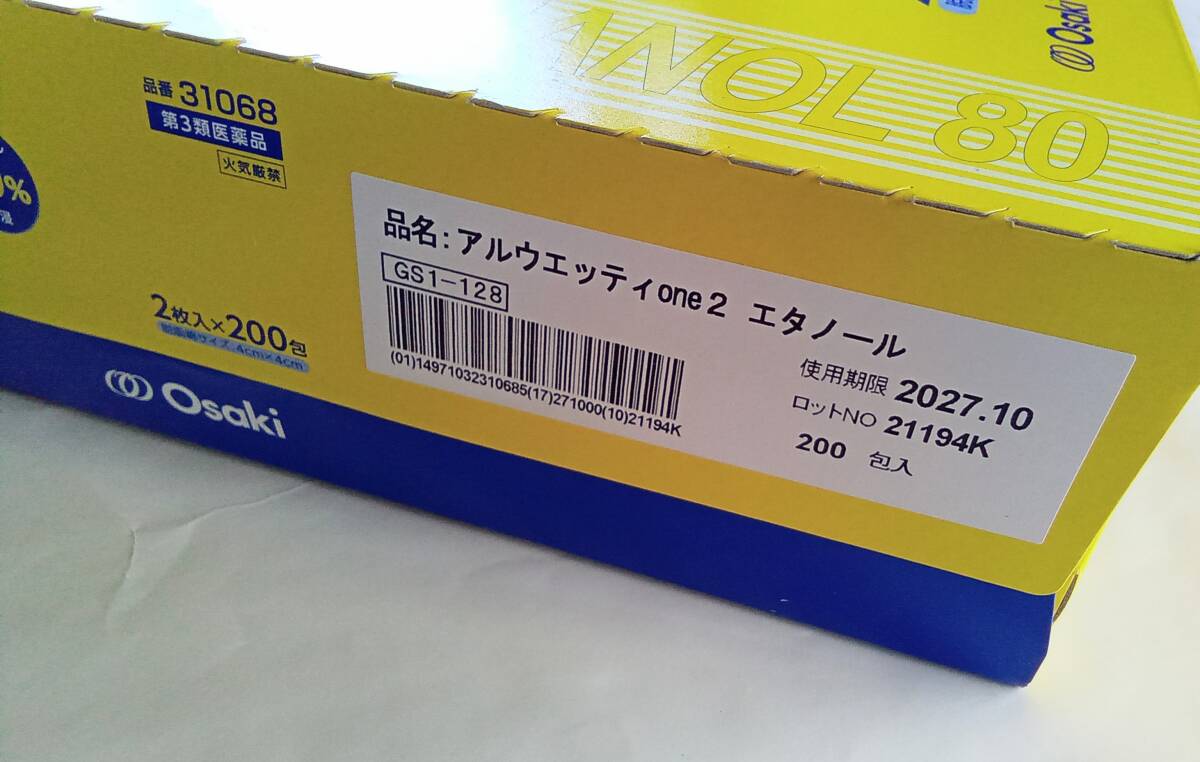 Osaki
ANOL 80
品番 31068
第3類医薬品
火気厳禁
%
品名:アルウエッティone2 エタノール
GS1-128
(01)14971032310685(17)271000(10)21194K
使用期限 2027.10
ロットNO 21194K
200 包入
2枚入×200包
4cm×4cm
Osaki